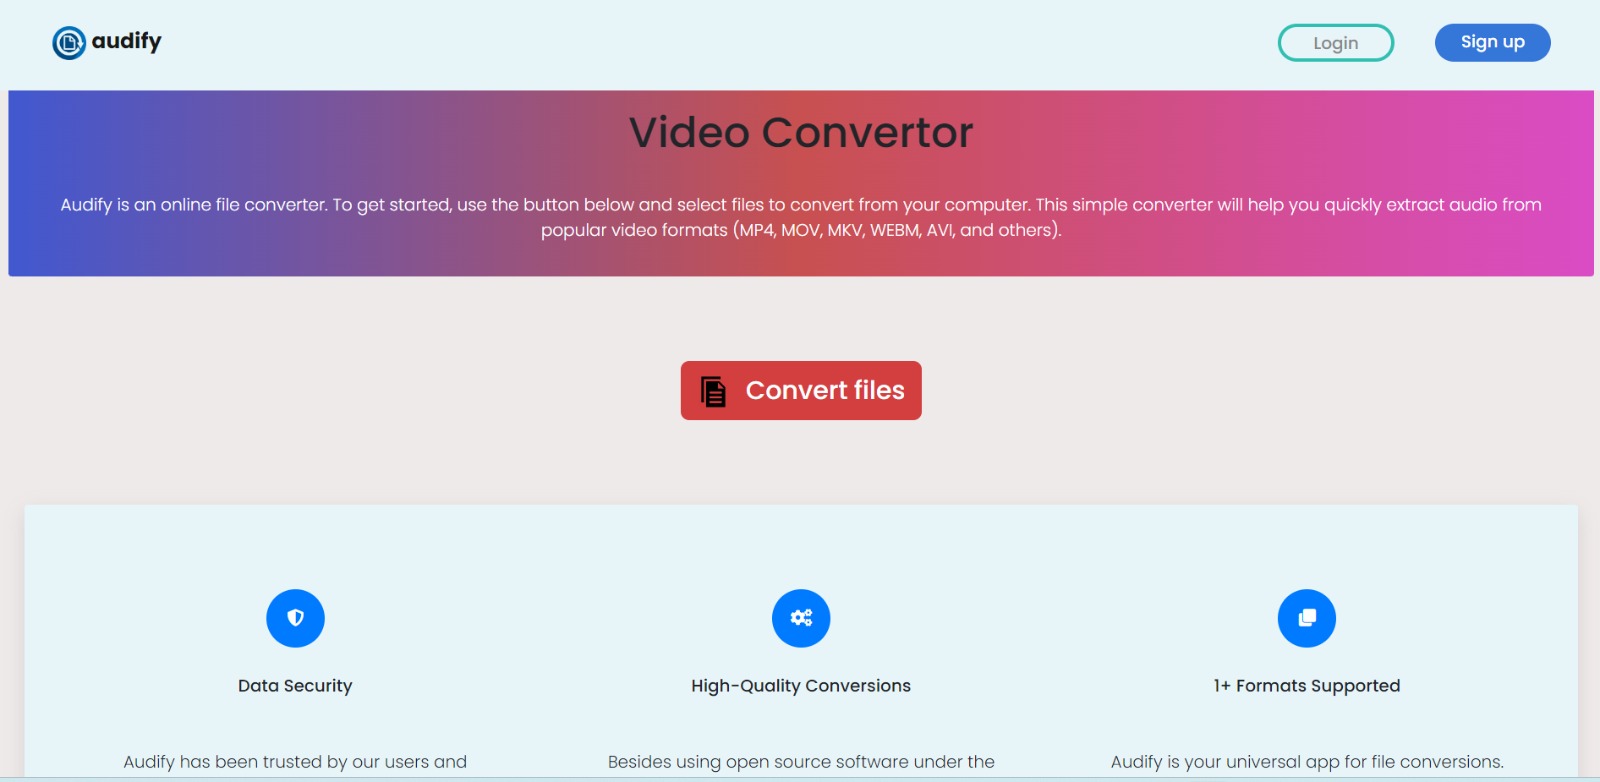 audify
Login
Sign up
Video Convertor
Audify is an online file converter. To get started, use the button below and select files to convert from your computer. This simple converter will help you quickly extract audio from
popular video formats (MP4, MOV, MKV, WEBM, AVI, and others).
Convert files
Data Security
High-Quality Conversions
1+ Formats Supported
Audify has been trusted by our users and
Besides using open source software under the
Audify is your universal app for file conversions.